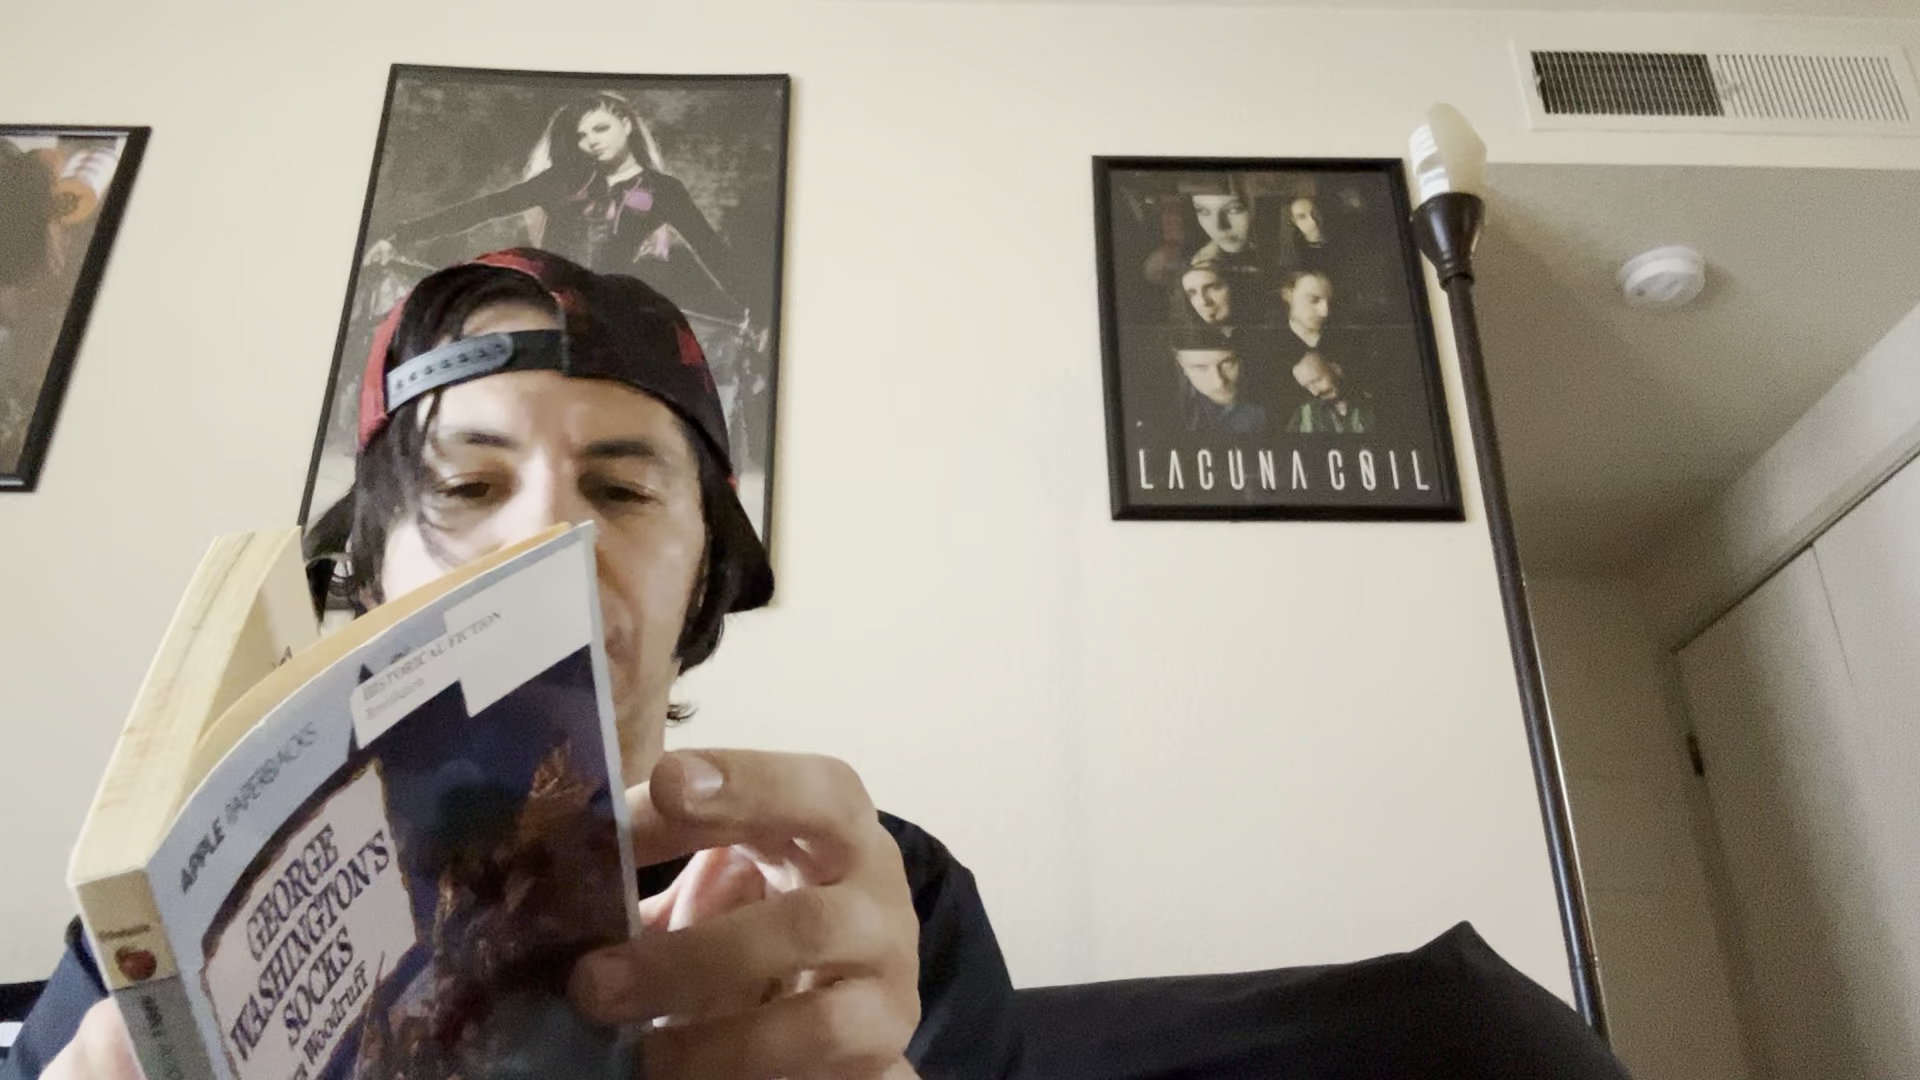 LACUNA COIL
HISTORICAL FICTION
APPLE PAPERBACKS
GEORGE
WASHINGTON'S
SOCKS
Woodruff